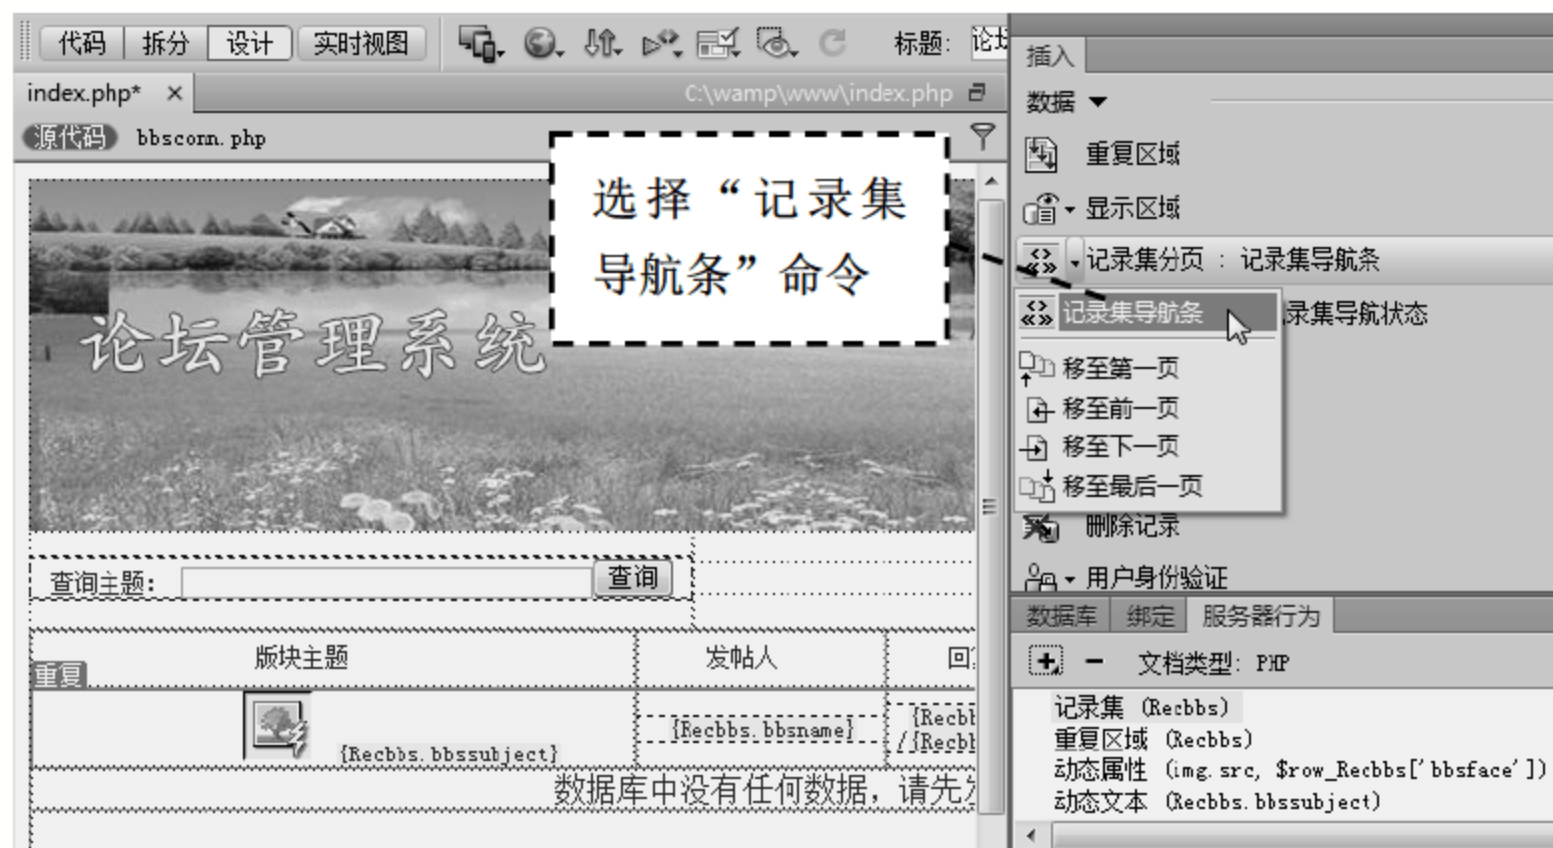 代码 拆分 设计 实时视图 标题:
index.php* × C:\wamp\www\index.php
源代码 bbsconn.php
选择“记录集
导航条”命令
论坛管理系统
查询主题: 查询
版块主题 发帖人
重复
{Recbbs.bbssubject} {Recbbs.bbsname}
数据库中没有任何数据，请先
插入
数据
重复区域
显示区域
记录集分页 : 记录集导航条
记录集导航条
录集导航状态
移至第一页
移至前一页
移至下一页
移至最后一页
删除记录
用户身份验证
数据库 绑定 服务器行为
文档类型: PHP
记录集 (Recbbs)
重复区域 (Recbbs)
动态属性 (img.src, $row_Recbbs['bbsface'])
动态文本 (Recbbs.bbssubject)